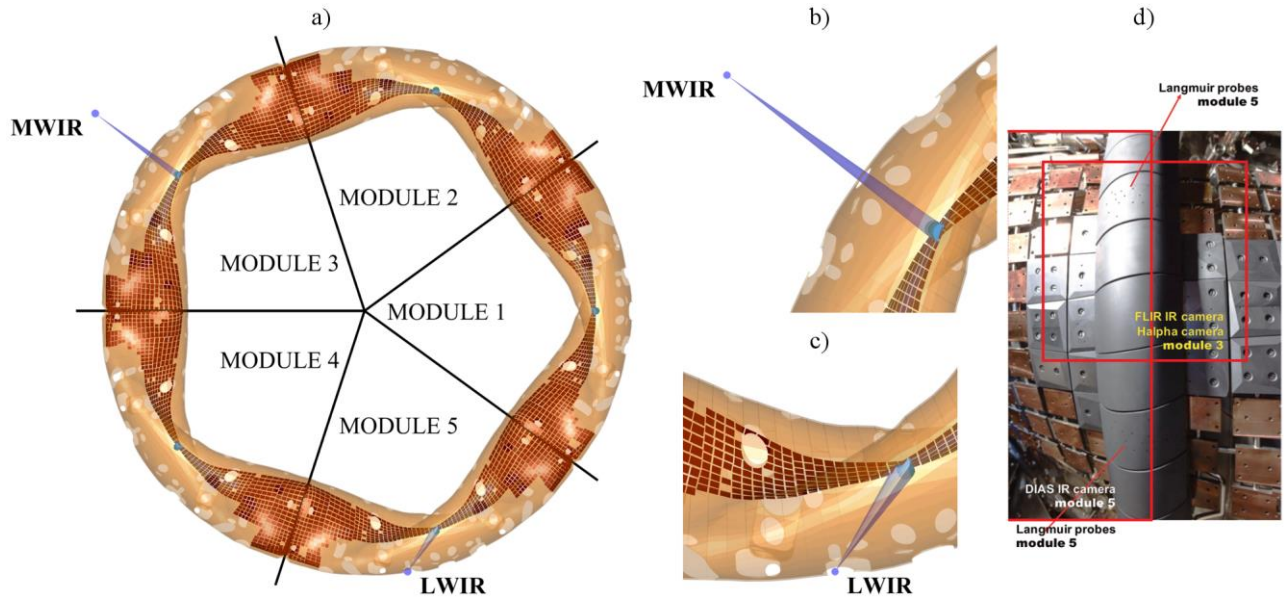 a)
MWIR
MODULE 2
MODULE 3
MODULE 1
MODULE 4
MODULE 5
LWIR
b)
MWIR
c)
LWIR
d)
Langmuir probes
module 5
FLIR IR camera
Halpha camera
module 3
DIAS IR camera
module 5
Langmuir probes
module 5